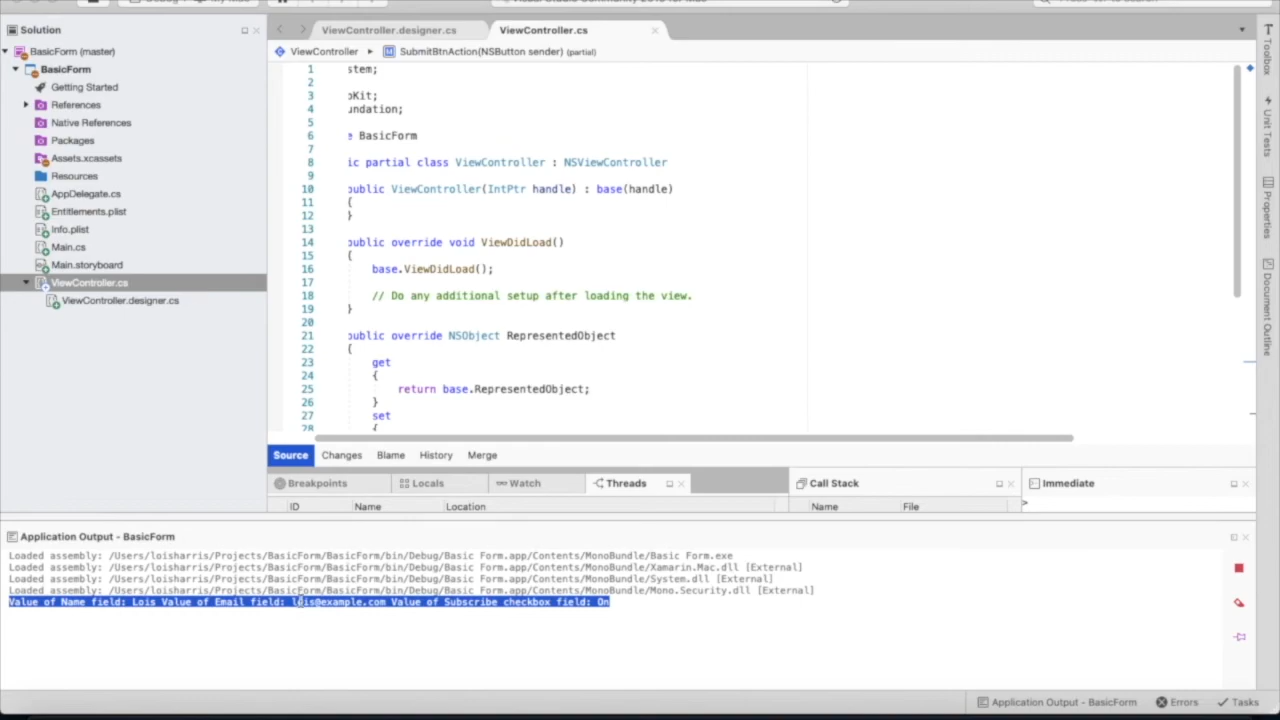 Solution
ViewController.designer.cs
ViewController.cs
BasicForm (master)
ViewController
SubmitBtnAction(NSButton sender) (partial)
BasicForm
Getting Started
References
Native References
Packages
Assets.xcassets
Resources
AppDelegate.cs
Entitlements.plist
Info.plist
Main.cs
Main.storyboard
ViewController.cs
ViewController.designer.cs
1 stem;
2
3 pKit;
4 undation;
5
6 e BasicForm
7
8 ic partial class ViewController : NSViewController
9
10 public ViewController(IntPtr handle) : base(handle)
11 {
12 }
13
14 public override void ViewDidLoad()
15 {
16 base.ViewDidLoad();
17
18 // Do any additional setup after loading the view.
19 }
20
21 public override NSObject RepresentedObject
22 {
23 get
24 {
25 return base.RepresentedObject;
26 }
27 set
28 {
Toolbox
Unit Tests
Properties
Document Outline
Source Changes Blame History Merge
Breakpoints Locals Watch Threads Call Stack Immediate
ID Name Location Name File >
Application Output - BasicForm
Loaded assembly: /Users/loisharris/Projects/BasicForm/BasicForm/bin/Debug/Basic Form.app/Contents/MonoBundle/Basic Form.exe
Loaded assembly: /Users/loisharris/Projects/BasicForm/BasicForm/bin/Debug/Basic Form.app/Contents/MonoBundle/Xamarin.Mac.dll [External]
Loaded assembly: /Users/loisharris/Projects/BasicForm/BasicForm/bin/Debug/Basic Form.app/Contents/MonoBundle/System.dll [External]
Loaded assembly: /Users/loisharris/Projects/BasicForm/BasicForm/bin/Debug/Basic Form.app/Contents/MonoBundle/Mono.Security.dll [External]
Value of Name field: Lois Value of Email field: lois@example.com Value of Subscribe checkbox field: On
Application Output - BasicForm Errors Tasks